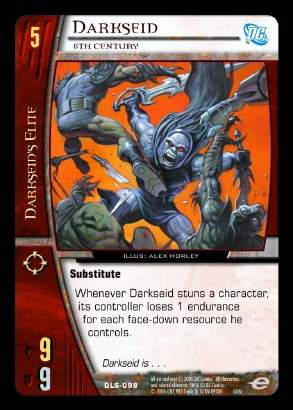 5
DARKSEID
8TH CENTURY
DC
DARKSEID'S ELITE
ILLUS: ALEX HORLEY
Substitute
Whenever Darkseid stuns a character,
its controller loses 1 endurance
for each face-down resource he
controls.
9
9
Darkseid is . . .
DLS-098